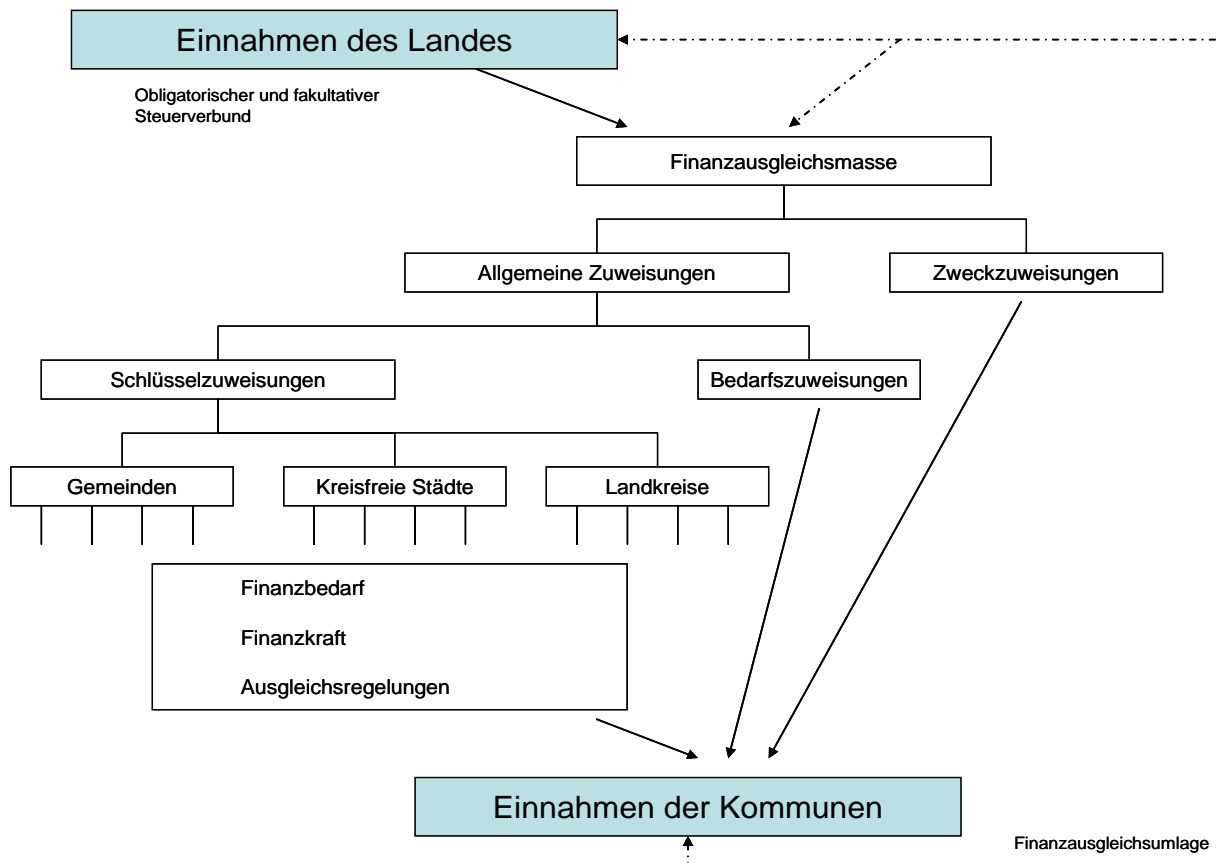 Einnahmen des Landes
Obligatorischer und fakultativer
Steuerverbund
Finanzausgleichsmasse
Allgemeine Zuweisungen
Zweckzuweisungen
Schlüsselzuweisungen
Bedarfszuweisungen
Gemeinden
Kreisfreie Städte
Landkreise
Finanzbedarf
Finanzkraft
Ausgleichsregelungen
Einnahmen der Kommunen
Finanzausgleichsumlage